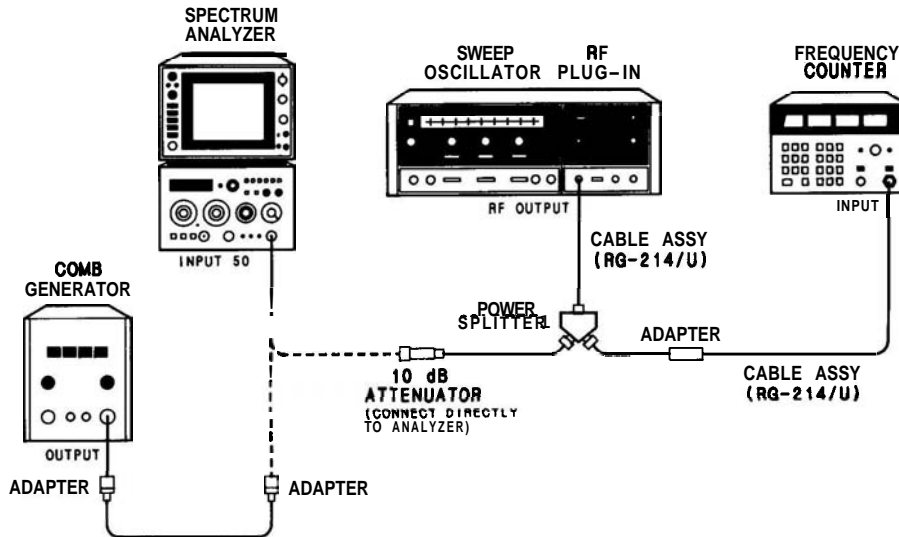 SPECTRUM
ANALYZER
SWEEP
OSCILLATOR
RF
PLUG-IN
FREQUENCY
COUNTER
RF OUTPUT
INPUT
INPUT 50
CABLE ASSY
(RG-214/U)
COMB
GENERATOR
POWER
SPLITTER
ADAPTER
10 dB
ATTENUATOR
(CONNECT DIRECTLY
TO ANALYZER)
CABLE ASSY
(RG-214/U)
OUTPUT
ADAPTER
ADAPTER